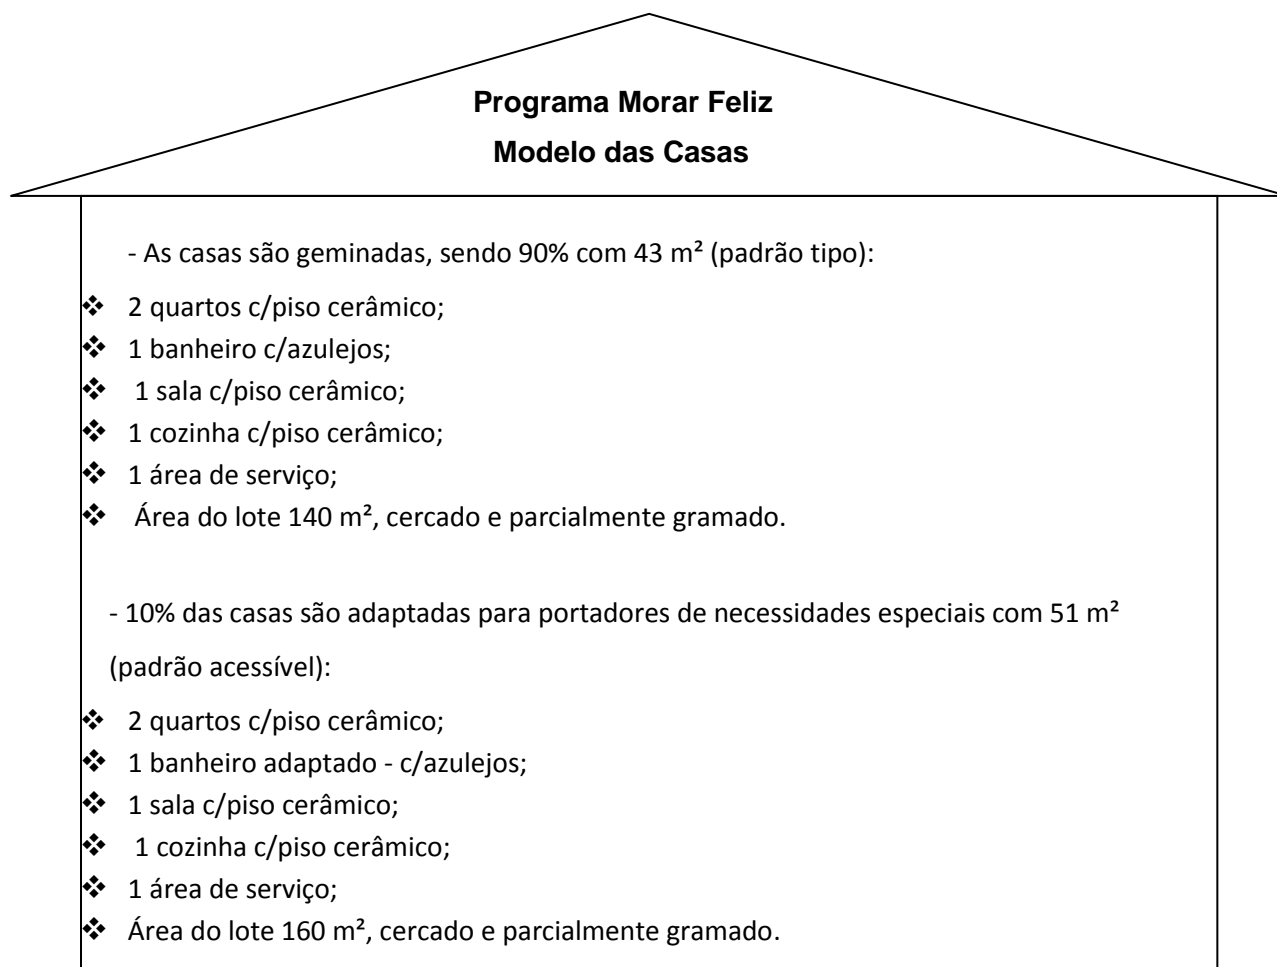 Programa Morar Feliz
Modelo das Casas
- As casas são geminadas, sendo 90% com 43 m² (padrão tipo):
❖ 2 quartos c/piso cerâmico;
❖ 1 banheiro c/azulejos;
❖ 1 sala c/piso cerâmico;
❖ 1 cozinha c/piso cerâmico;
❖ 1 área de serviço;
❖ Área do lote 140 m², cercado e parcialmente gramado.
- 10% das casas são adaptadas para portadores de necessidades especiais com 51 m²
(padrão acessível):
❖ 2 quartos c/piso cerâmico;
❖ 1 banheiro adaptado - c/azulejos;
❖ 1 sala c/piso cerâmico;
❖ 1 cozinha c/piso cerâmico;
❖ 1 área de serviço;
❖ Área do lote 160 m², cercado e parcialmente gramado.